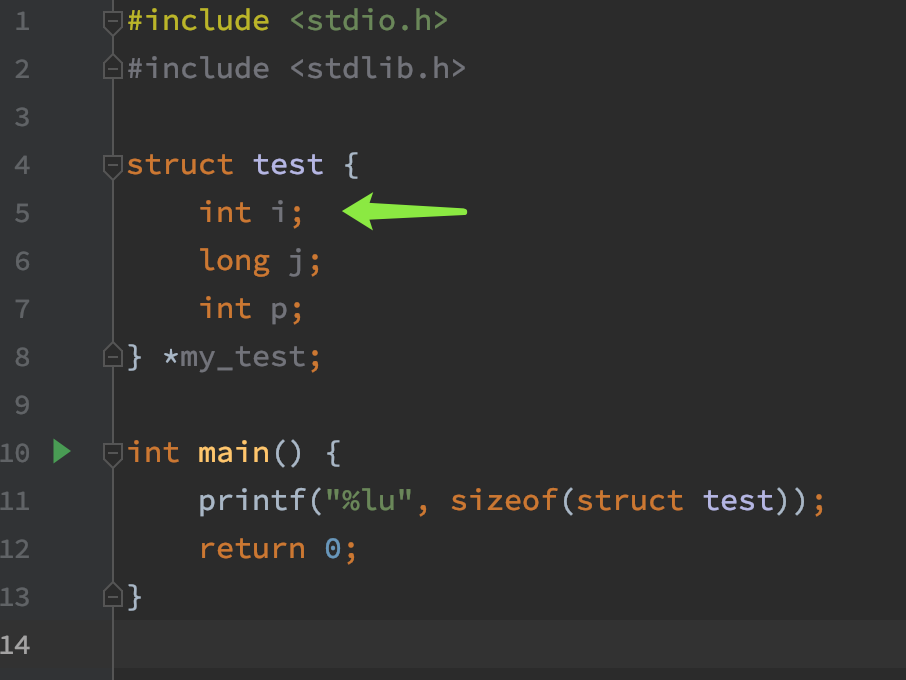 1 #include <stdio.h>
2 #include <stdlib.h>
3
4 struct test {
5     int i;
6     long j;
7     int p;
8 } *my_test;
9
10 int main() {
11     printf("%lu", sizeof(struct test));
12     return 0;
13 }
14